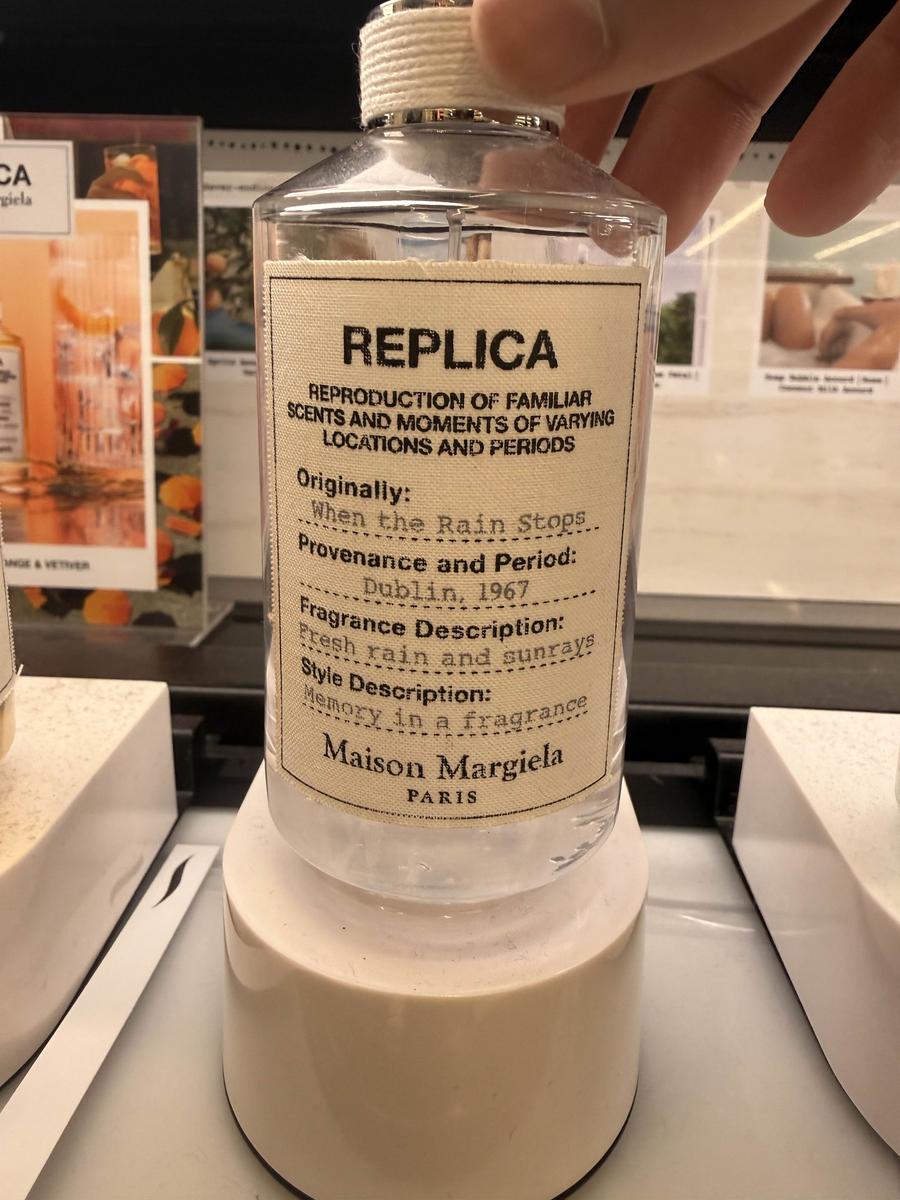 REPLICA
REPRODUCTION OF FAMILIAR
SCENTS AND MOMENTS OF VARYING
LOCATIONS AND PERIODS
Originally:
When the Rain Stops
Provenance and Period:
Dublin, 1967
Fragrance Description:
Fresh rain and sunrays
Style Description:
Memory in a fragrance
Maison Margiela
PARIS
CA
giela
ANGE & VETIVER